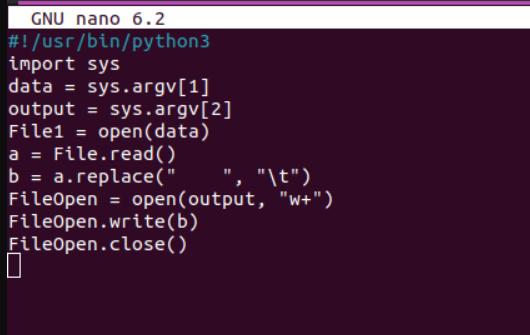 GNU nano 6.2
#!/usr/bin/python3
import sys
data = sys.argv[1]
output = sys.argv[2]
File1 = open(data)
a = File.read()
b = a.replace("    ", "\t")
FileOpen = open(output, "w+")
FileOpen.write(b)
FileOpen.close()